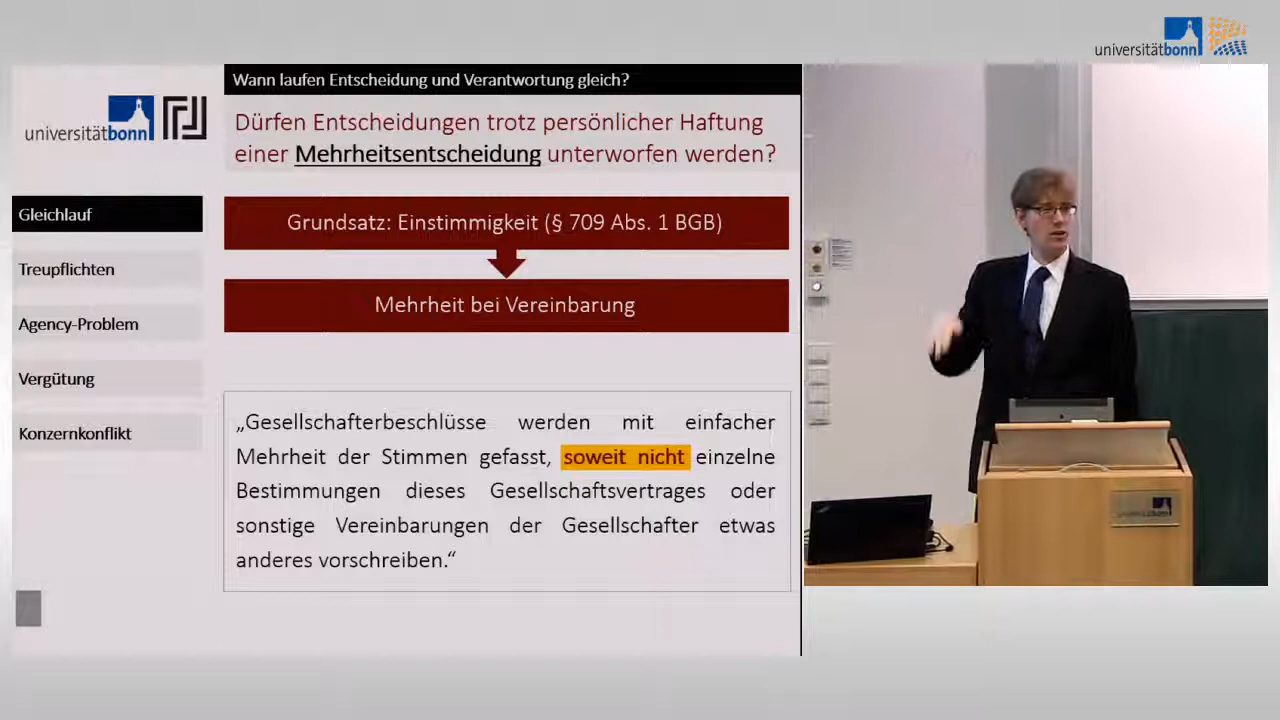 universitätbonn
Wann laufen Entscheidung und Verantwortung gleich?
universitätbonn
Dürfen Entscheidungen trotz persönlicher Haftung
einer Mehrheitsentscheidung unterworfen werden?
Gleichlauf
Treupflichten
Agency-Problem
Vergütung
Konzernkonflikt
Grundsatz: Einstimmigkeit (§ 709 Abs. 1 BGB)
Mehrheit bei Vereinbarung
„Gesellschafterbeschlüsse werden mit einfacher
Mehrheit der Stimmen gefasst, soweit nicht einzelne
Bestimmungen dieses Gesellschaftsvertrages oder
sonstige Vereinbarungen der Gesellschafter etwas
anderes vorschreiben.“